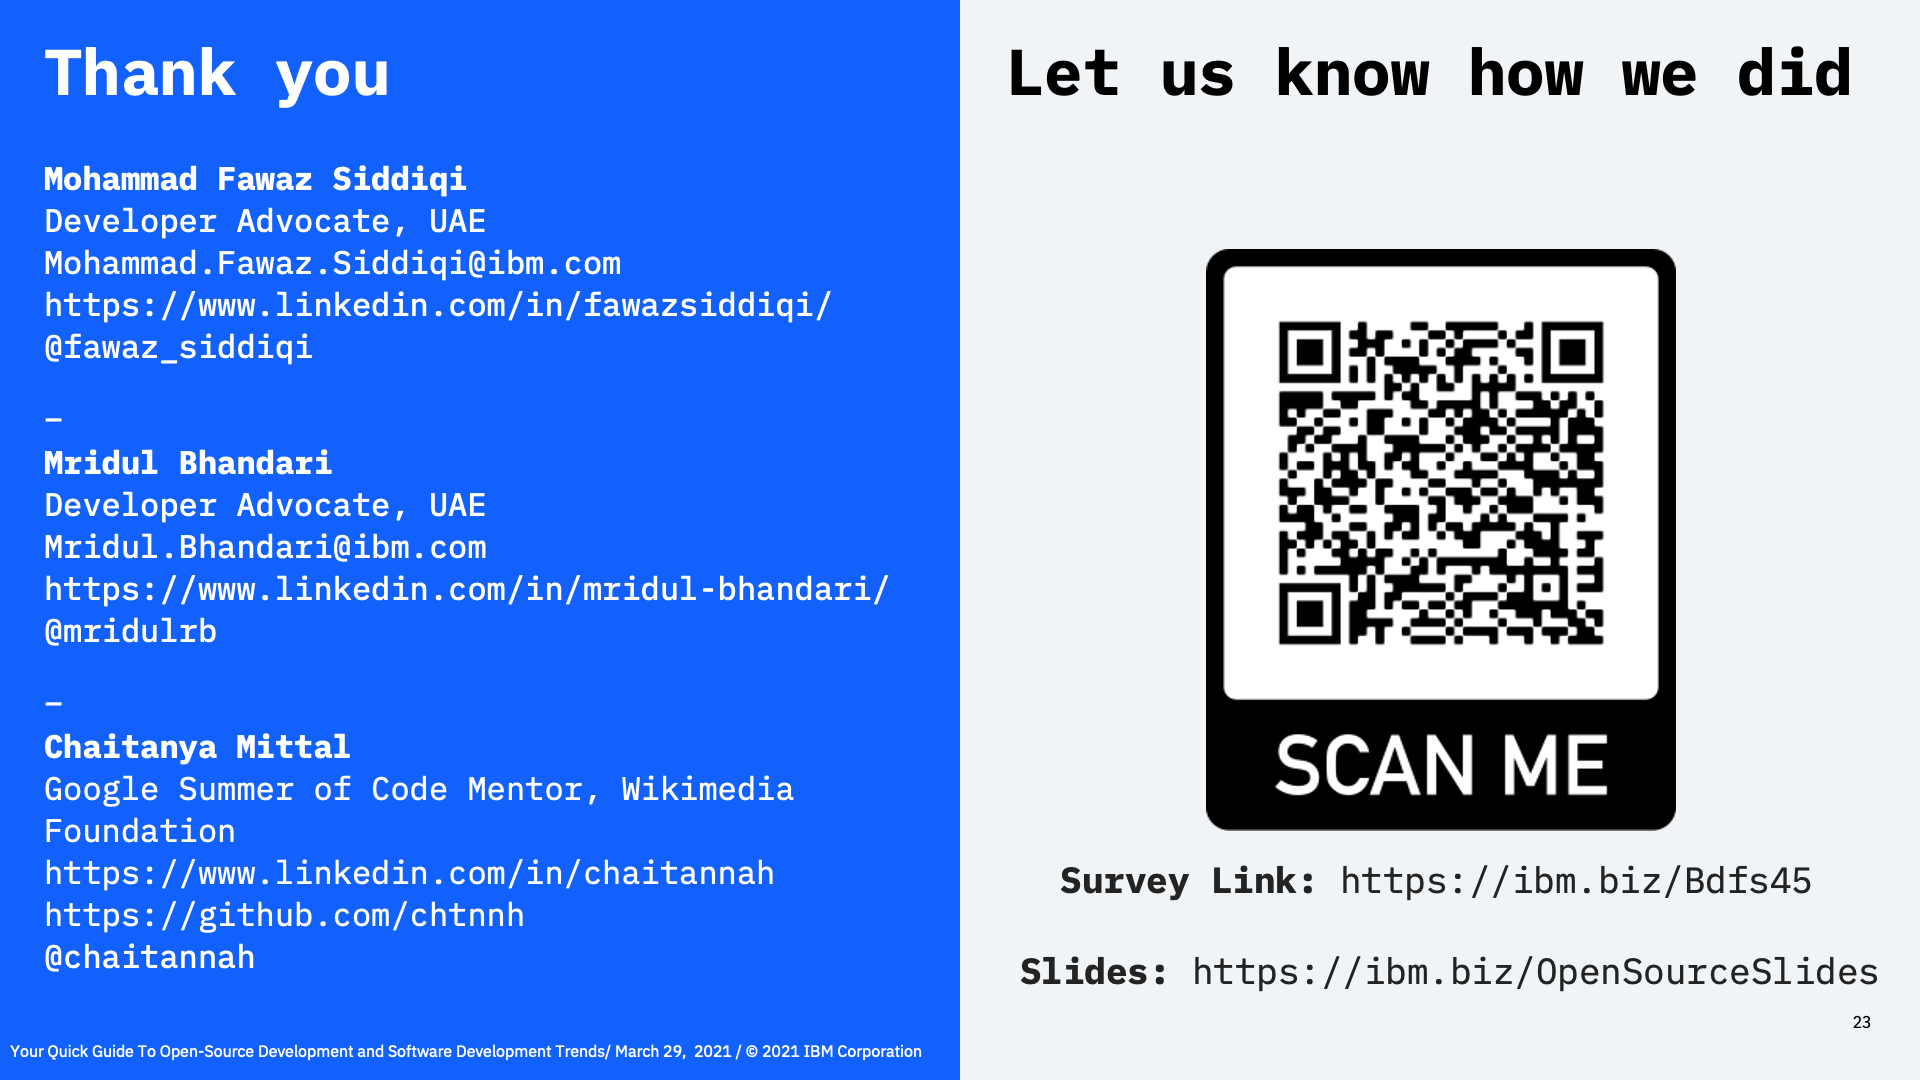 Thank you
Mohammad Fawaz Siddiqi
Developer Advocate, UAE
Mohammad.Fawaz.Siddiqi@ibm.com
https://www.linkedin.com/in/fawazsiddiqi/
@fawaz_siddiqi
—
Mridul Bhandari
Developer Advocate, UAE
Mridul.Bhandari@ibm.com
https://www.linkedin.com/in/mridul-bhandari/
@mridulrb
—
Chaitanya Mittal
Google Summer of Code Mentor, Wikimedia
Foundation
https://www.linkedin.com/in/chaitannah
https://github.com/chtnnh
@chaitannah
Your Quick Guide To Open-Source Development and Software Development Trends/ March 29, 2021 / © 2021 IBM Corporation
Let us know how we did
SCAN ME
Survey Link: https://ibm.biz/Bdfs45
Slides: https://ibm.biz/OpenSourceSlides
23